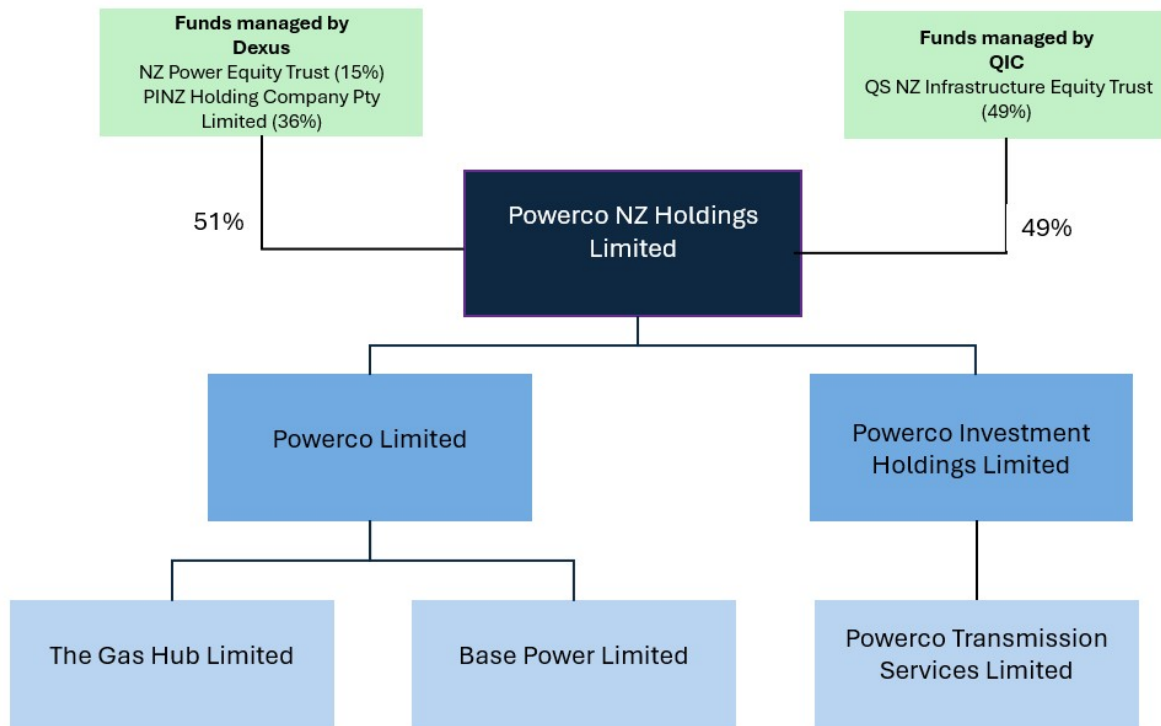 Funds managed by
Dexus
NZ Power Equity Trust (15%)
PINZ Holding Company Pty
Limited (36%)
Funds managed by
QIC
QS NZ Infrastructure Equity Trust
(49%)
51%
Powerco NZ Holdings
Limited
49%
Powerco Limited
Powerco Investment
Holdings Limited
The Gas Hub Limited
Base Power Limited
Powerco Transmission
Services Limited